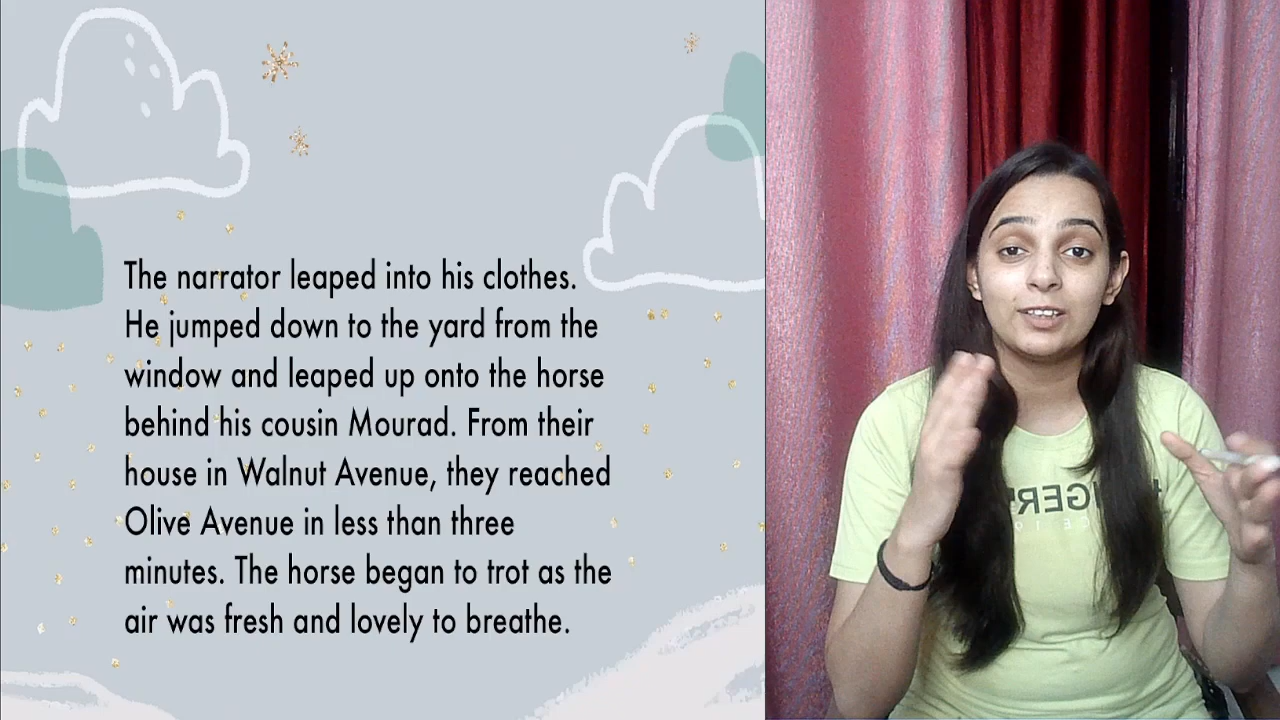 The narrator leaped into his clothes.
He jumped down to the yard from the
window and leaped up onto the horse
behind his cousin Mourad. From their
house in Walnut Avenue, they reached
Olive Avenue in less than three
minutes. The horse began to trot as the
air was fresh and lovely to breathe.